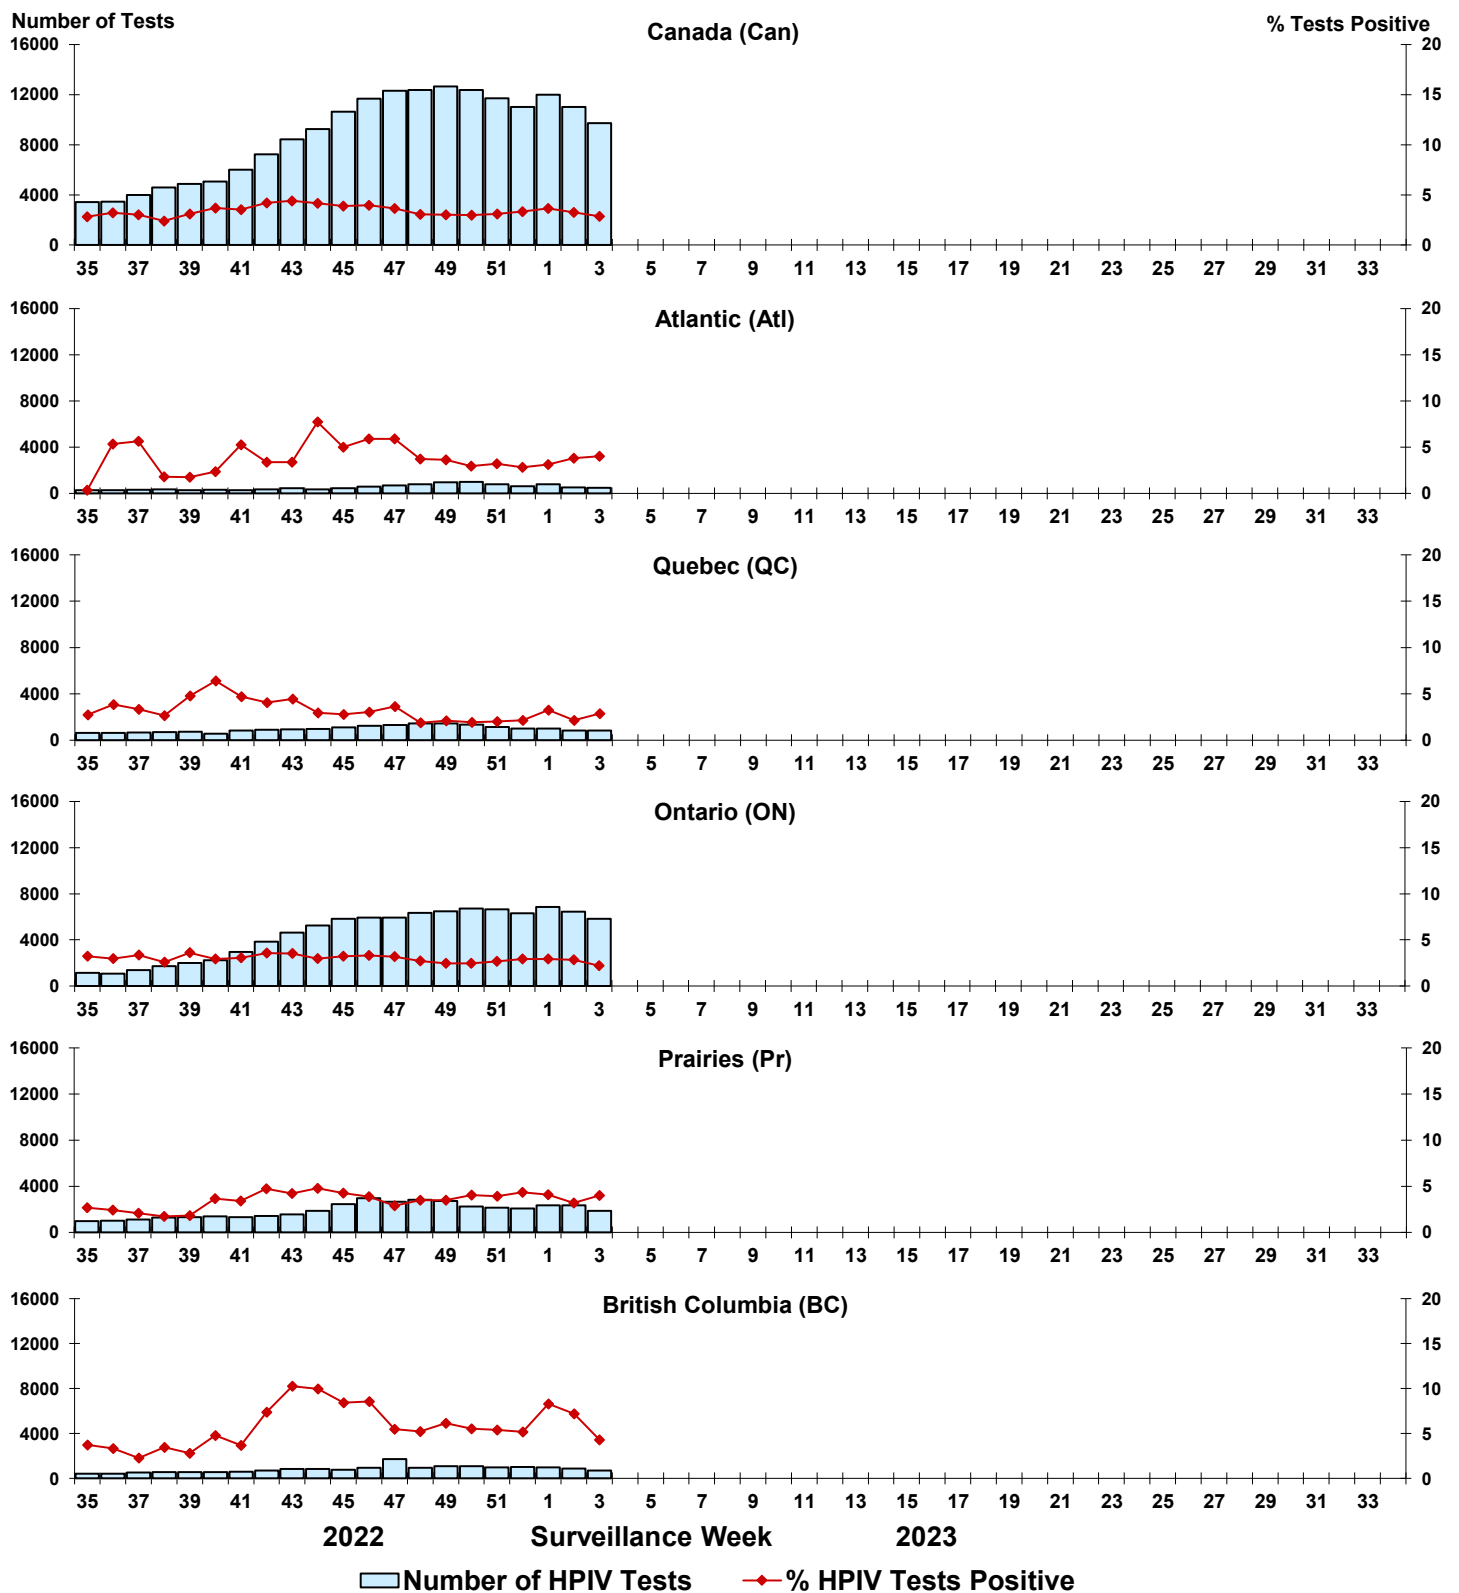 Number of Tests
Canada (Can)
% Tests Positive
16000 20
12000 15
8000 10
4000 5
0 0
35 37 39 41 43 45 47 49 51 1 3 5 7 9 11 13 15 17 19 21 23 25 27 29 31 33
Atlantic (Atl)
16000 20
12000 15
8000 10
4000 5
0 0
35 37 39 41 43 45 47 49 51 1 3 5 7 9 11 13 15 17 19 21 23 25 27 29 31 33
Quebec (QC)
16000 20
12000 15
8000 10
4000 5
0 0
35 37 39 41 43 45 47 49 51 1 3 5 7 9 11 13 15 17 19 21 23 25 27 29 31 33
Ontario (ON)
16000 20
12000 15
8000 10
4000 5
0 0
35 37 39 41 43 45 47 49 51 1 3 5 7 9 11 13 15 17 19 21 23 25 27 29 31 33
Prairies (Pr)
16000 20
12000 15
8000 10
4000 5
0 0
35 37 39 41 43 45 47 49 51 1 3 5 7 9 11 13 15 17 19 21 23 25 27 29 31 33
British Columbia (BC)
16000 20
12000 15
8000 10
4000 5
0 0
35 37 39 41 43 45 47 49 51 1 3 5 7 9 11 13 15 17 19 21 23 25 27 29 31 33
2022 Surveillance Week 2023
Number of HPIV Tests % HPIV Tests Positive